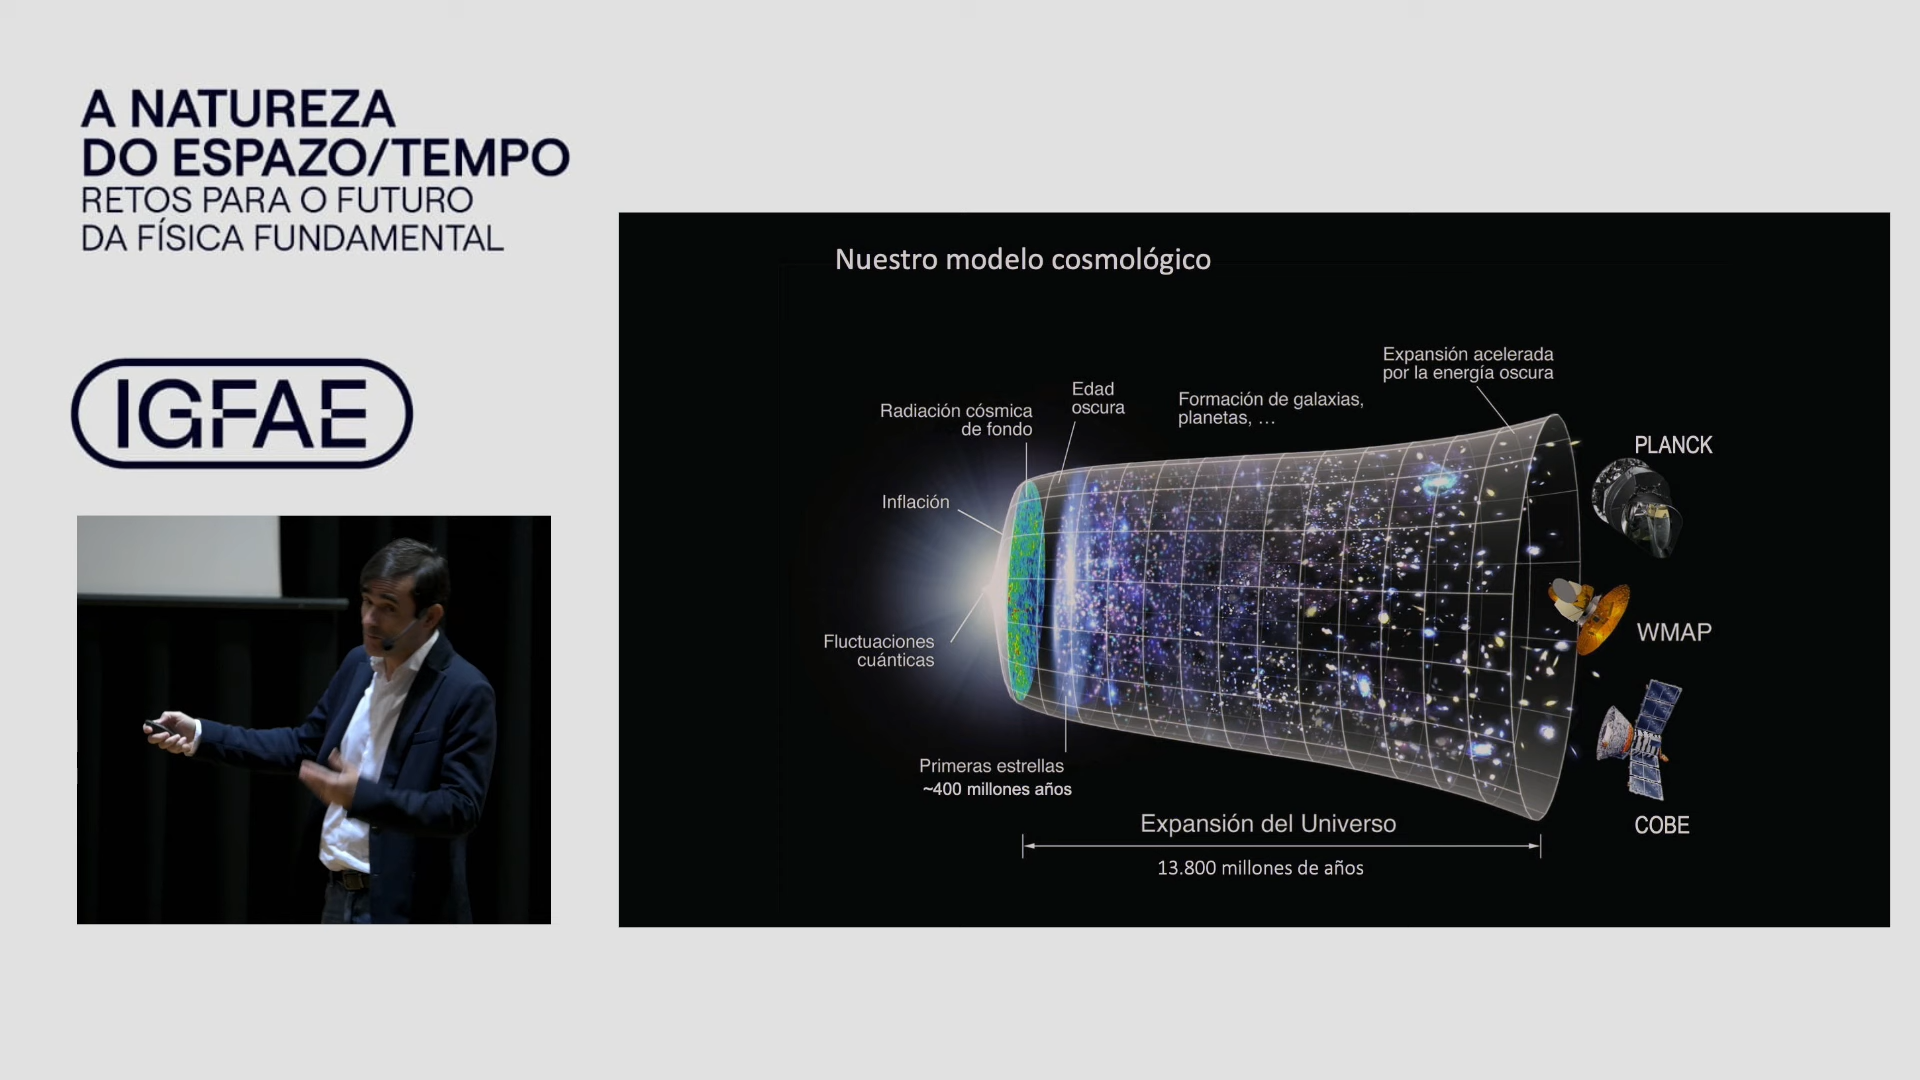 A NATUREZA
DO ESPAZO/TEMPO
RETOS PARA O FUTURO
DA FÍSICA FUNDAMENTAL
IGFAE
Nuestro modelo cosmológico
Expansión acelerada
por la energía oscura
Edad
oscura
Formación de galaxias,
planetas, …
Radiación cósmica
de fondo
PLANCK
Inflación
WMAP
Fluctuaciones
cuánticas
Primeras estrellas
~400 millones años
Expansión del Universo
COBE
13.800 millones de años